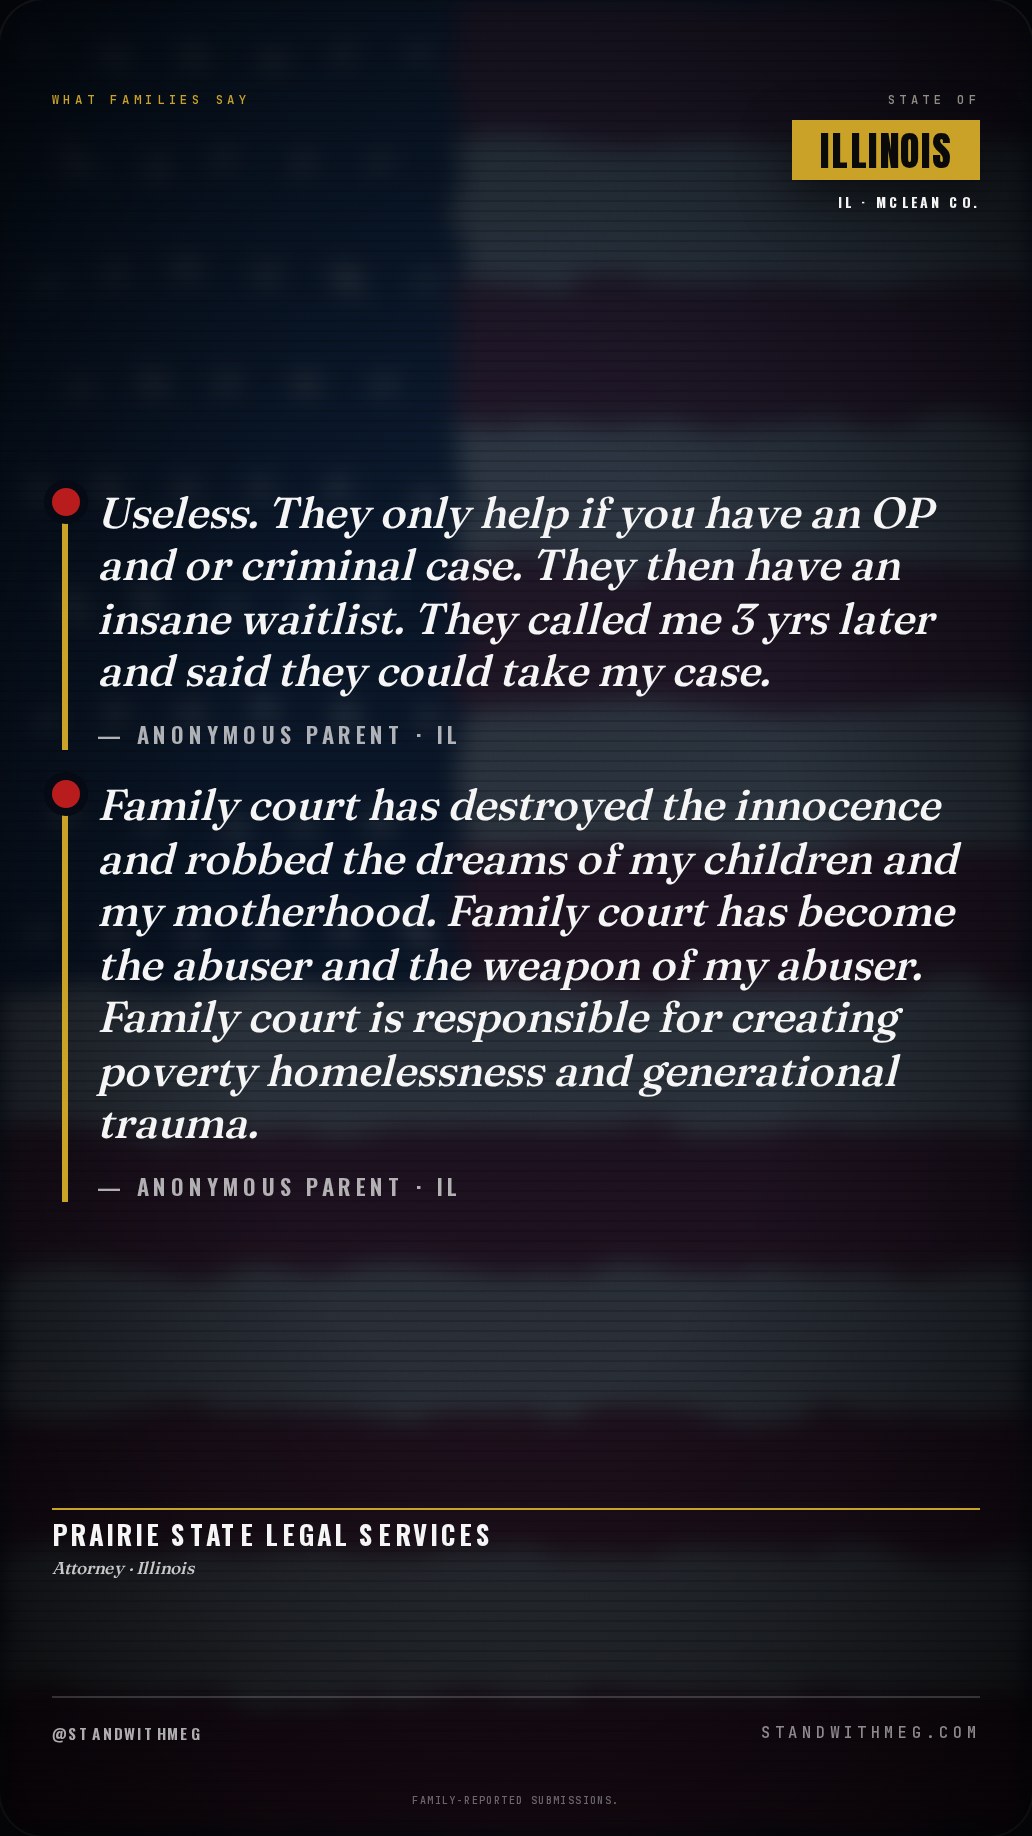 WHAT FAMILIES SAY
STATE OF
ILLINOIS
IL · MCLEAN CO.
Useless. They only help if you have an OP
and or criminal case. They then have an
insane waitlist. They called me 3 yrs later
and said they could take my case.
— ANONYMOUS PARENT · IL
Family court has destroyed the innocence
and robbed the dreams of my children and
my motherhood. Family court has become
the abuser and the weapon of my abuser.
Family court is responsible for creating
poverty homelessness and generational
trauma.
— ANONYMOUS PARENT · IL
PRAIRIE STATE LEGAL SERVICES
Attorney · Illinois
@STANDWITHMEG
STANDWITHMEG.COM
FAMILY-REPORTED SUBMISSIONS.